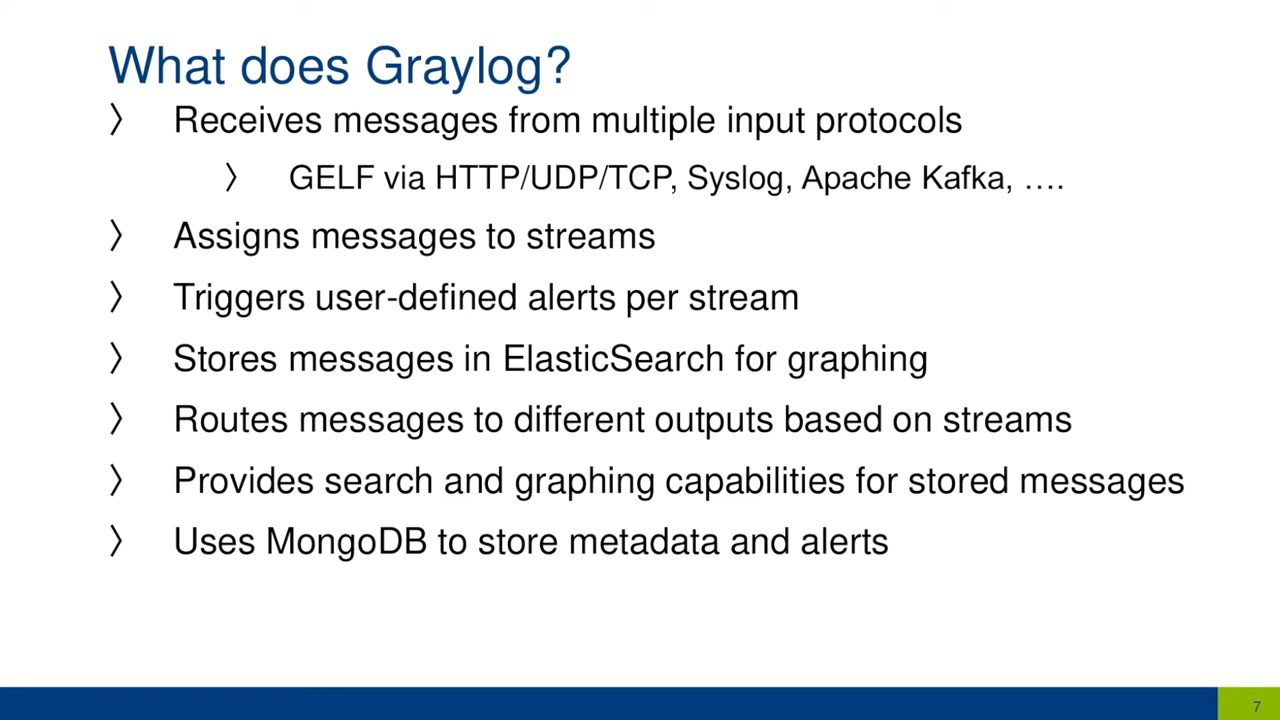 What does Graylog?
〉 Receives messages from multiple input protocols
〉 GELF via HTTP/UDP/TCP, Syslog, Apache Kafka, ….
〉 Assigns messages to streams
〉 Triggers user-defined alerts per stream
〉 Stores messages in ElasticSearch for graphing
〉 Routes messages to different outputs based on streams
〉 Provides search and graphing capabilities for stored messages
〉 Uses MongoDB to store metadata and alerts
7